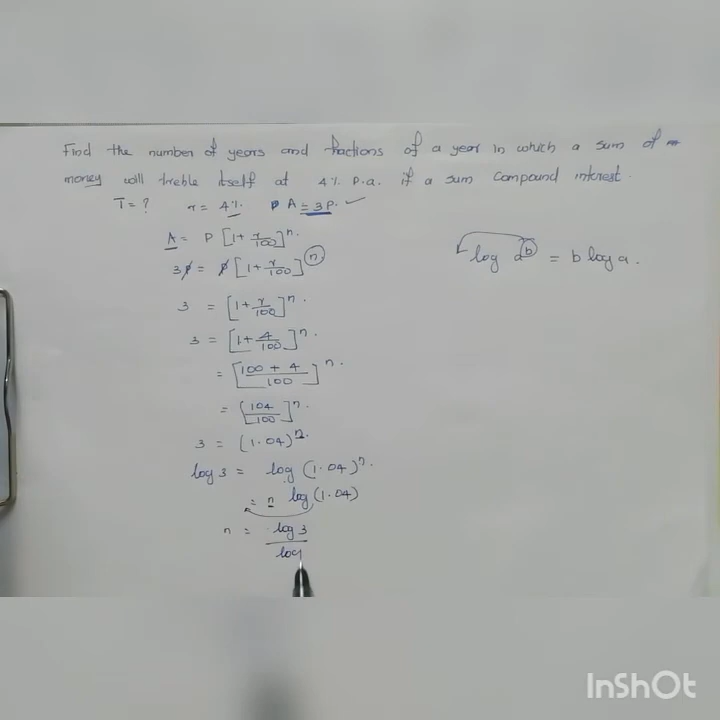 Find the number of years and fractions of a year in which a sum of
money will treble itself at 4% p.a. if a sum compound interest.
T = ? r = 4% P A = 3P. ✓
A = P [1 + r/100]^n.
3P = P [1 + r/100]^n
log a^b = b log a.
3 = [1 + r/100]^n.
3 = [1 + 4/100]^n.
= [100 + 4/100]^n.
= [104/100]^n.
3 = (1.04)^n.
log 3 = log (1.04)^n.
= n log (1.04)
n = log 3/log
InShOt